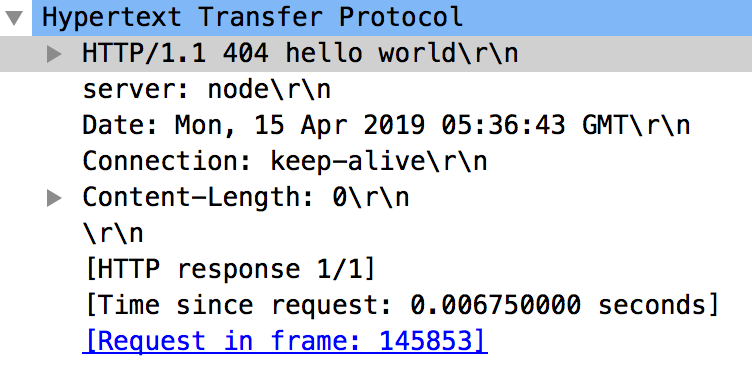 Hypertext Transfer Protocol
HTTP/1.1 404 hello world\r\n
server: node\r\n
Date: Mon, 15 Apr 2019 05:36:43 GMT\r\n
Connection: keep-alive\r\n
Content-Length: 0\r\n
\r\n
[HTTP response 1/1]
[Time since request: 0.006750000 seconds]
[Request in frame: 145853]